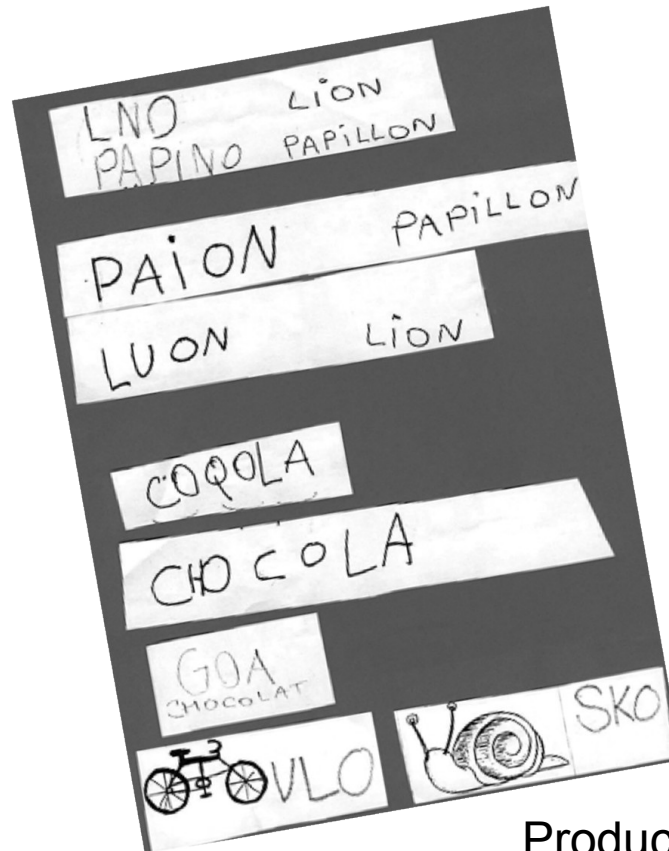 LNO LiON
PAPINO PAPiLLON
PAiON PAPiLLON
LUON LiON
COQOLA
CHOCOLA
GOA
CHOCOLAT
VLO SKO
Produc